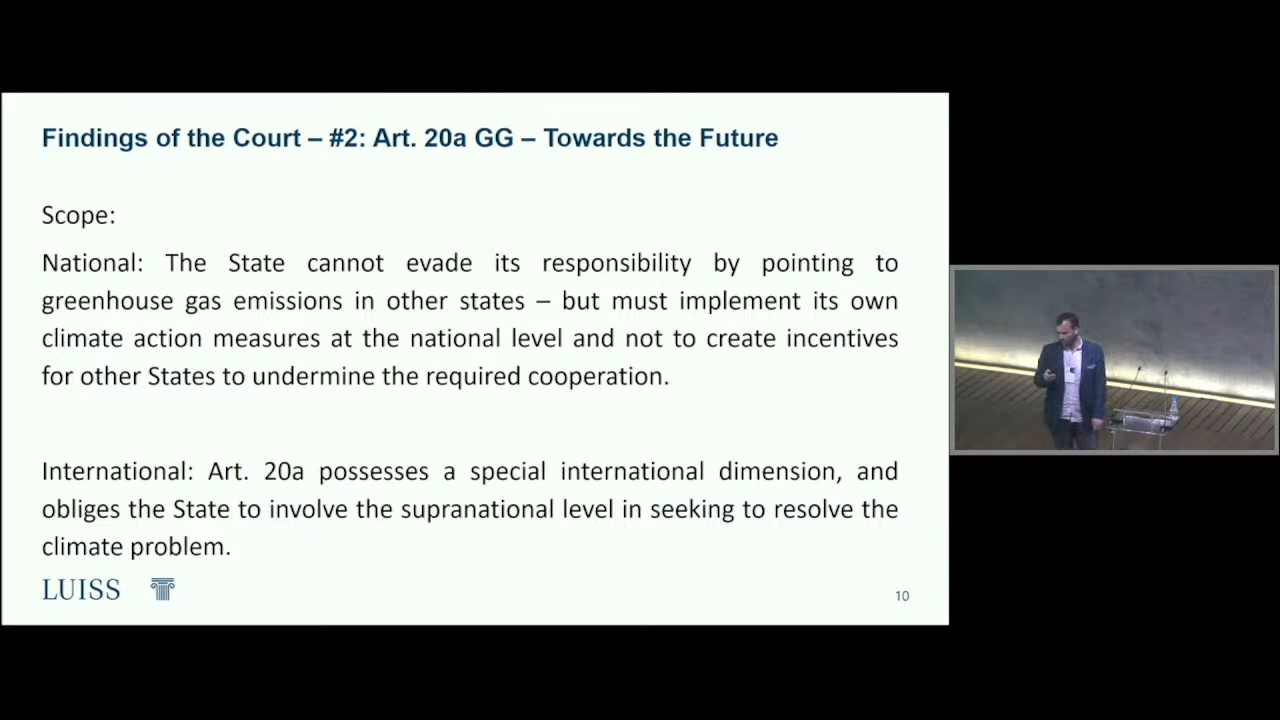 Findings of the Court – #2: Art. 20a GG – Towards the Future
Scope:
National: The State cannot evade its responsibility by pointing to
greenhouse gas emissions in other states – but must implement its own
climate action measures at the national level and not to create incentives
for other States to undermine the required cooperation.
International: Art. 20a possesses a special international dimension, and
obliges the State to involve the supranational level in seeking to resolve the
climate problem.
LUISS
10